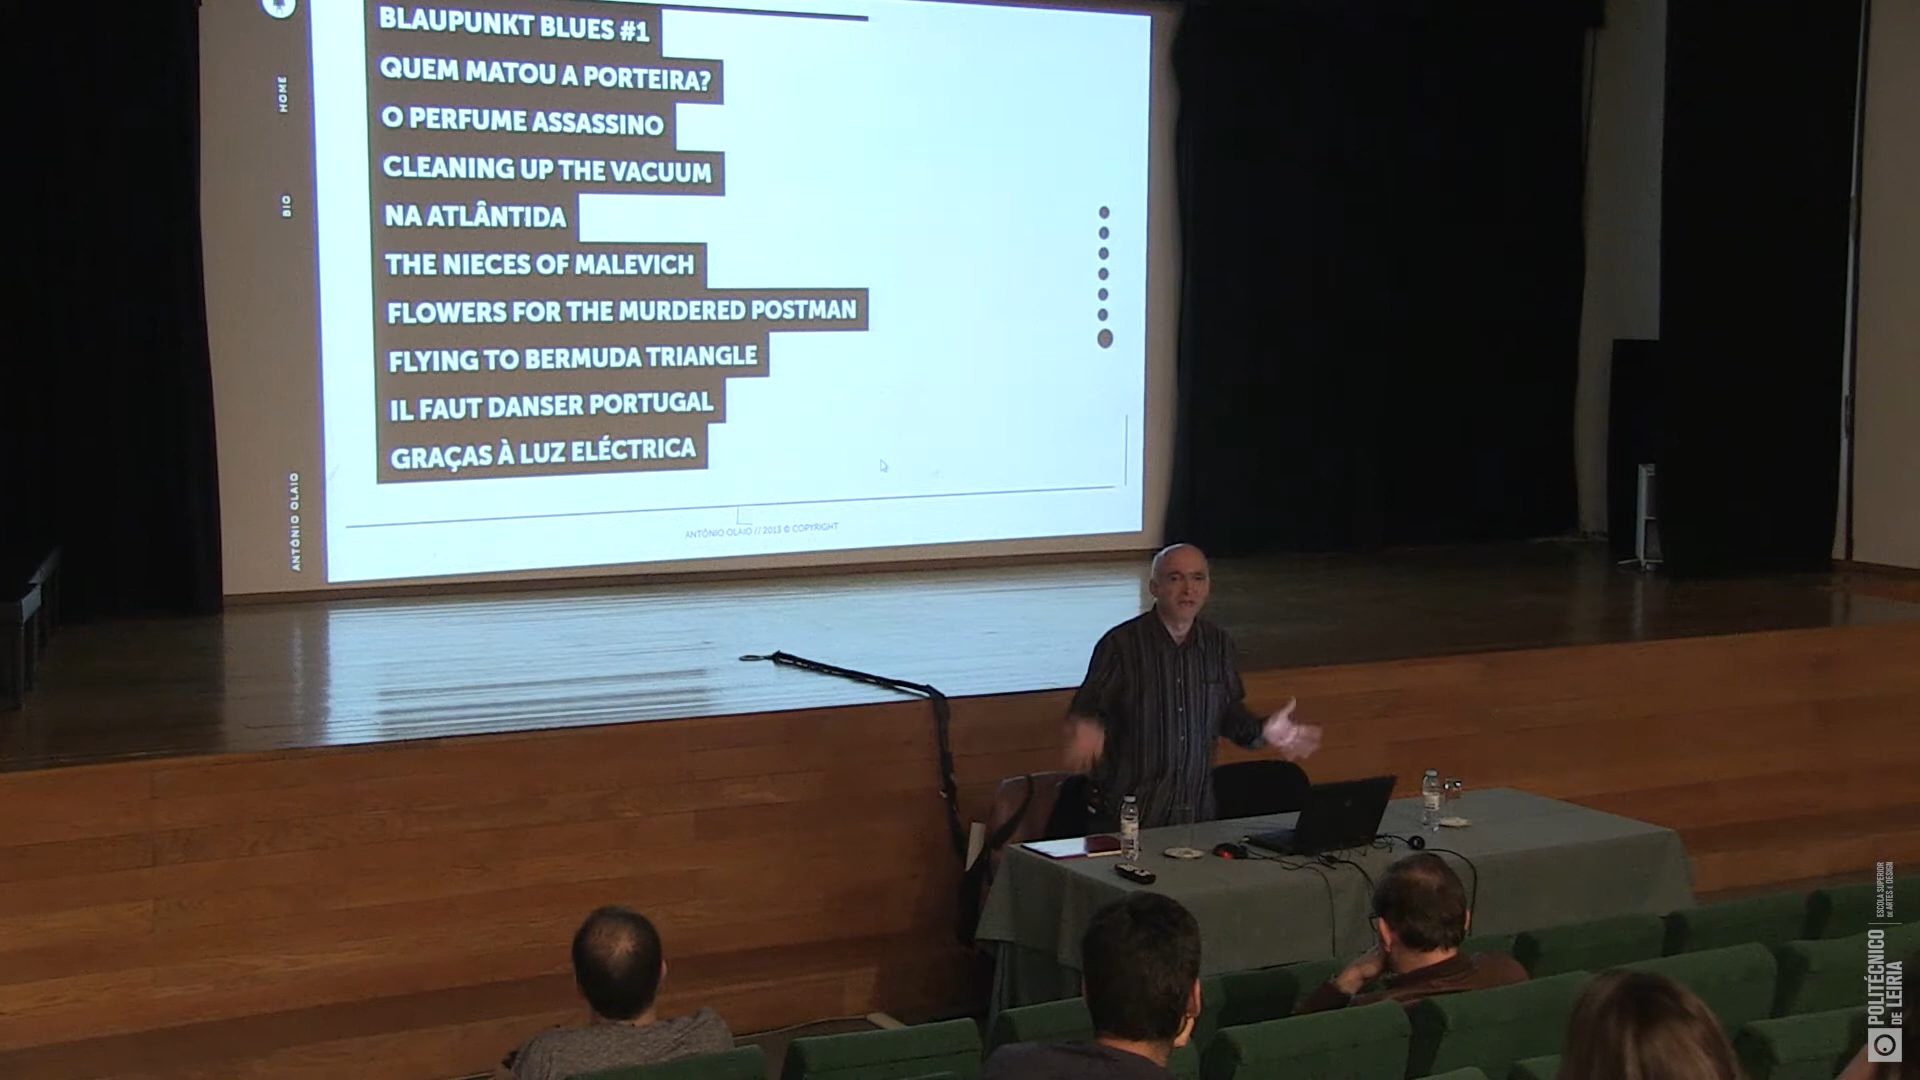 BLAUPUNKT BLUES #1
QUEM MATOU A PORTEIRA?
O PERFUME ASSASSINO
CLEANING UP THE VACUUM
NA ATLÂNTIDA
THE NIECES OF MALEVICH
FLOWERS FOR THE MURDERED POSTMAN
FLYING TO BERMUDA TRIANGLE
IL FAUT DANSER PORTUGAL
GRAÇAS À LUZ ELÉCTRICA
ANTÓNIO OLAIO // 2013 © COPYRIGHT
HOME
BIO
ANTÓNIO OLAIO
ESCOLA SUPERIOR
DE ARTES E DESIGN
POLITÉCNICO
DE LEIRIA